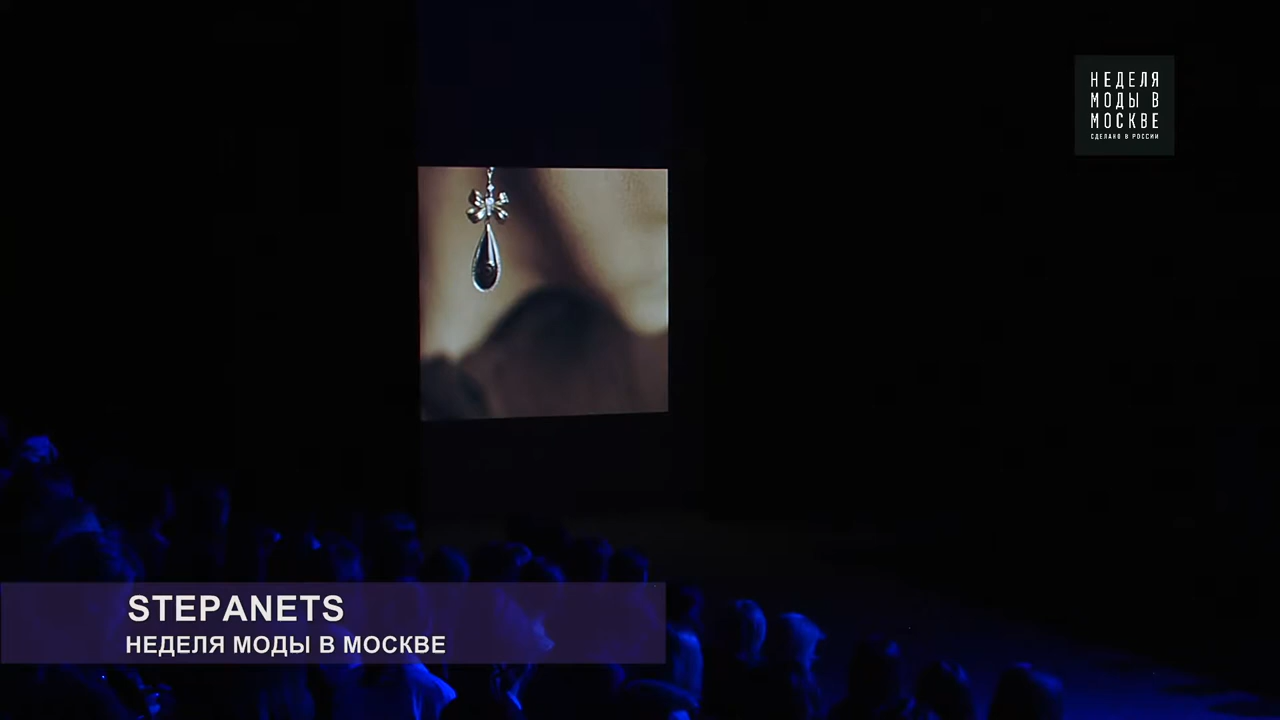 НЕДЕЛЯ
МОДЫ В
МОСКВЕ
СДЕЛАНО В РОССИИ
STEPANETS
НЕДЕЛЯ МОДЫ В МОСКВЕ